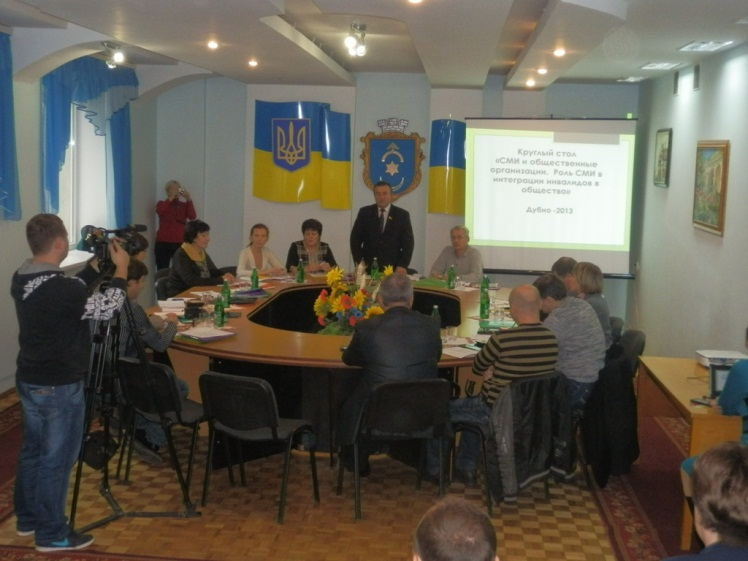 Круглый стол
«СМИ и общественные
организации. Роль СМИ в
интеграции инвалидов в
общество»
Дубно -2013